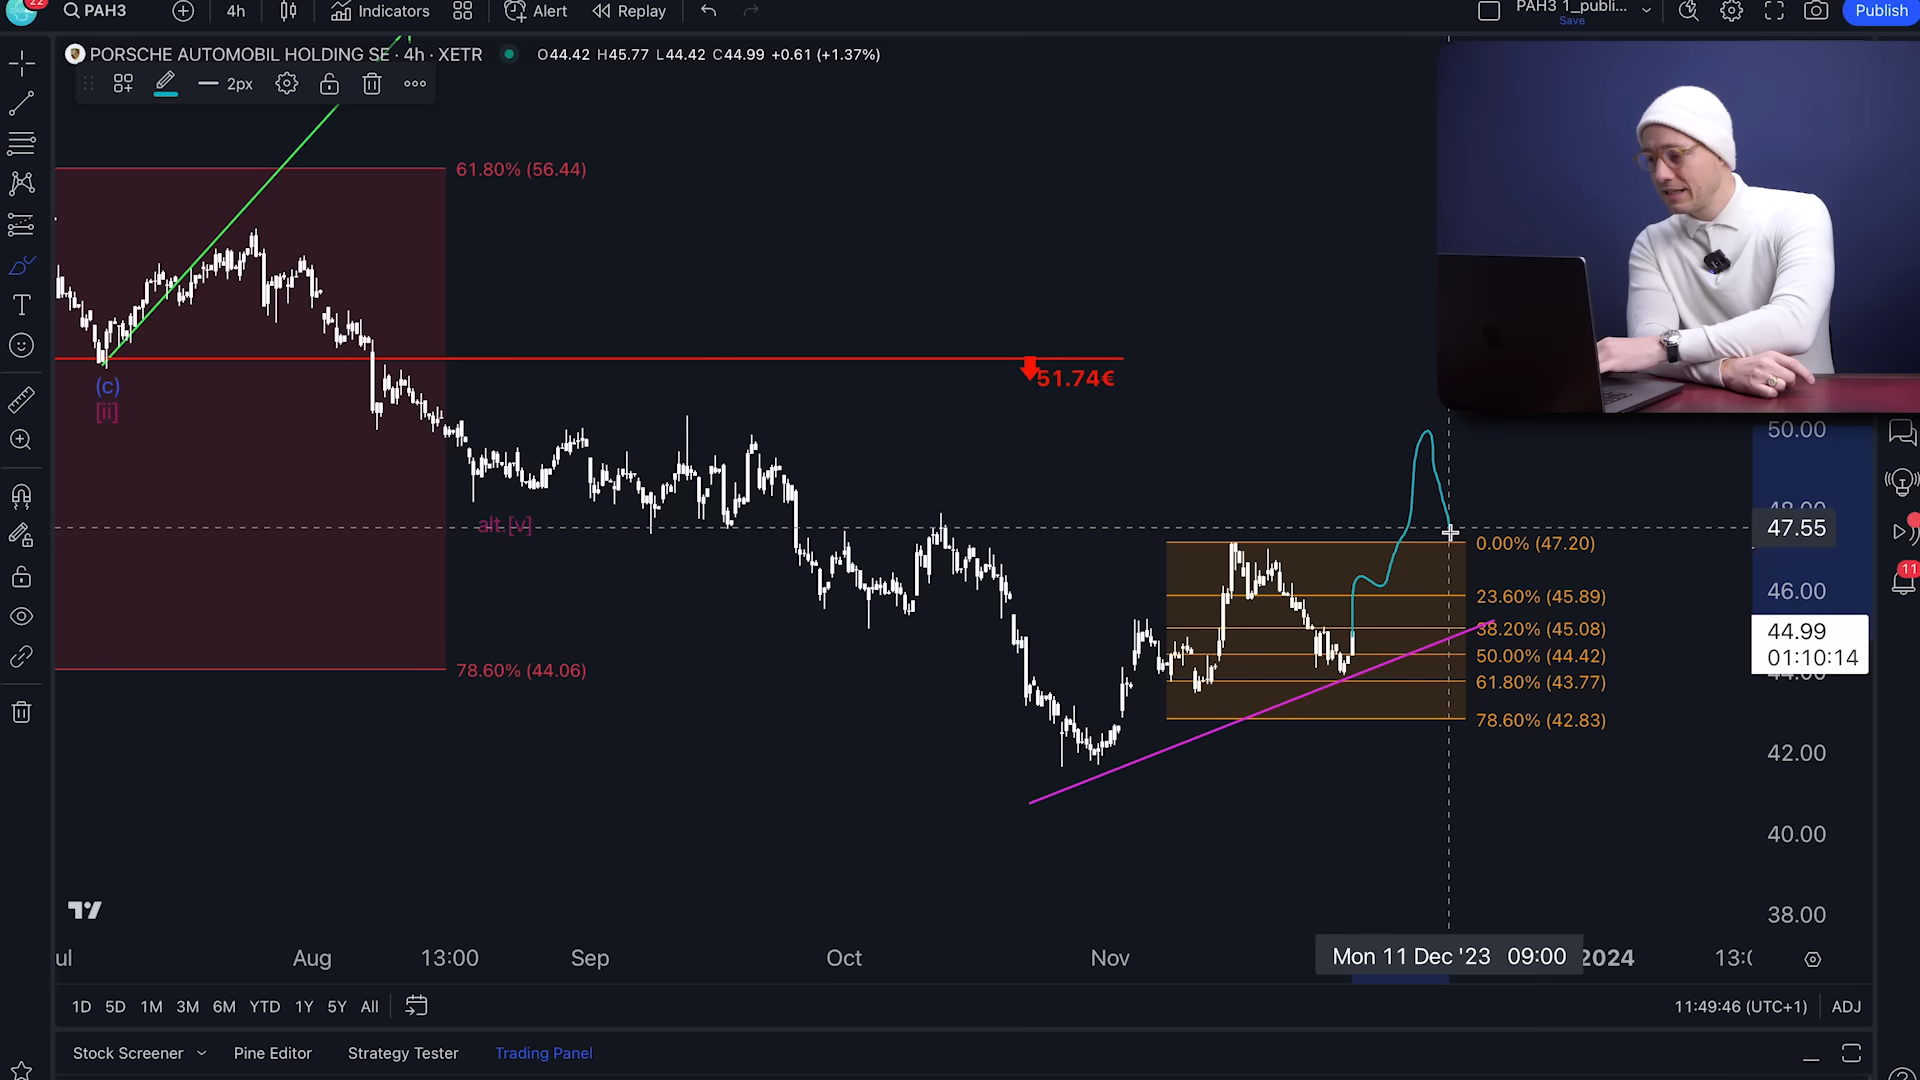 22
PAH3
4h
Indicators
Alert
Replay
PAH3 1_publi...
Save
Publish
PORSCHE AUTOMOBIL HOLDING SE · 4h · XETR
O44.42 H45.77 L44.42 C44.99 +0.61 (+1.37%)
2px
61.80% (56.44)
51.74€
(c)
[ii]
50.00
alt.[v]
47.55
0.00% (47.20)
46.00
23.60% (45.89)
38.20% (45.08)
44.99
50.00% (44.42)
01:10:14
78.60% (44.06)
61.80% (43.77)
78.60% (42.83)
11
42.00
40.00
38.00
ul
Aug
13:00
Sep
Oct
Nov
Mon 11 Dec '23 09:00
2024
1D 5D 1M 3M 6M YTD 1Y 5Y All
11:49:46 (UTC+1)
ADJ
Stock Screener
Pine Editor
Strategy Tester
Trading Panel